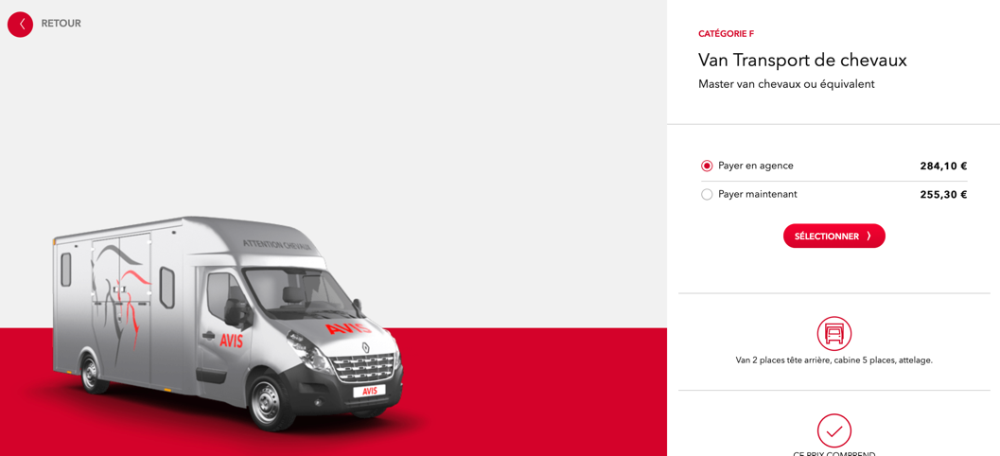 RETOUR
ATTENTION CHEVAUX
AVIS
AVIS
AVIS
CATÉGORIE F
Van Transport de chevaux
Master van chevaux ou équivalent
Payer en agence 284,10 €
Payer maintenant 255,30 €
SÉLECTIONNER
Van 2 places tête arrière, cabine 5 places, attelage.
CE PRIX COMPREND